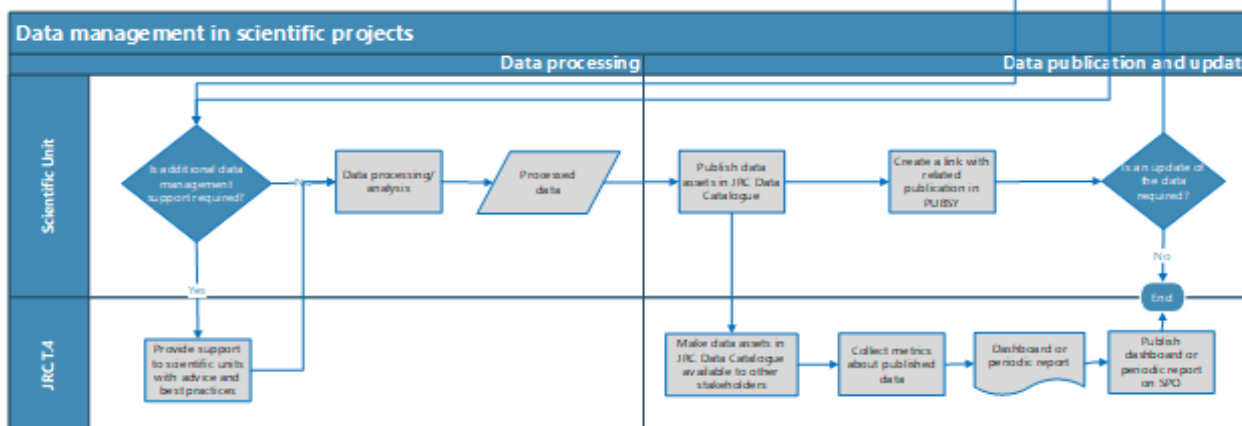 Data management in scientific projects
Data processing
Data publication and updat
Scientific Unit
Is additional data
management
support required?
No
Data processing/
analysis
Processed
data
Publish data
assets in JRC Data
Catalogue
Create a link with
related
publication in
PUBSY
Is an update of
the data
required?
Yes
No
End
JRC T.4
Provide support
to scientific units
with advice and
best practices
Make data assets in
JRC Data Catalogue
available to other
stakeholders
Collect metrics
about published
data
Dashboard or
periodic report
Publish
dashboard or
periodic report
on SPO